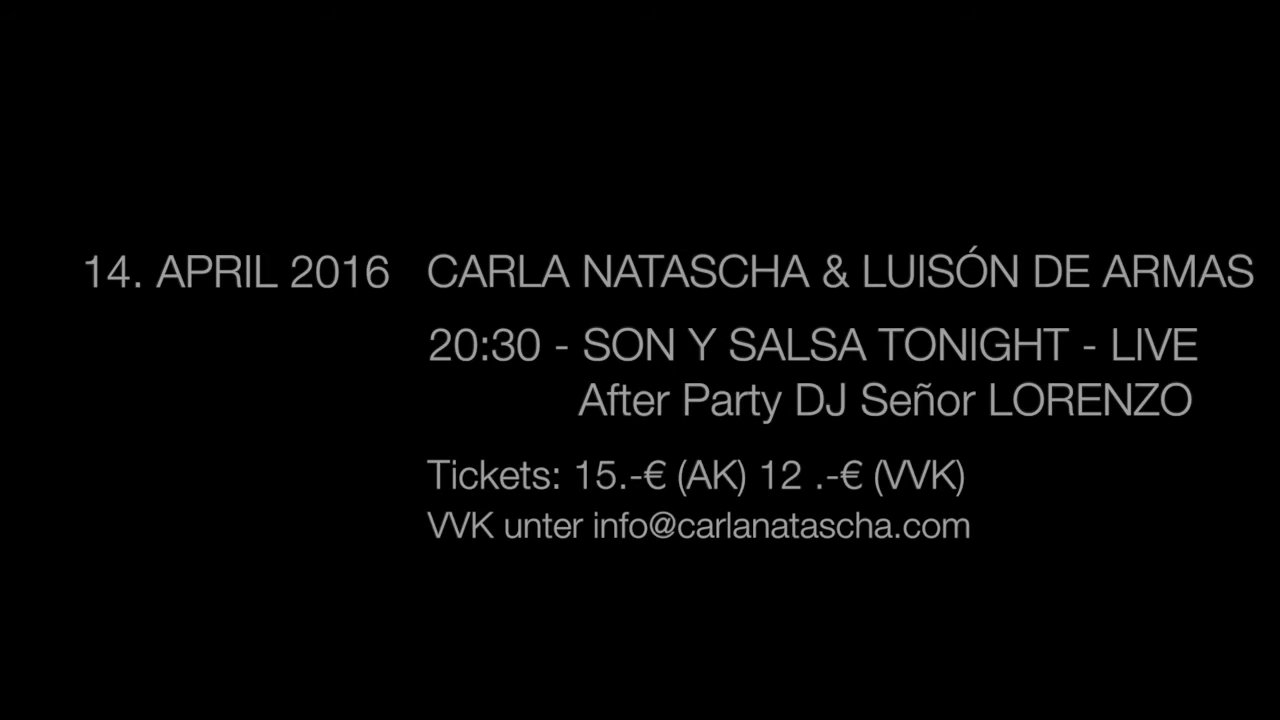 14. APRIL 2016 CARLA NATASCHA & LUISÓN DE ARMAS
20:30 - SON Y SALSA TONIGHT - LIVE
After Party DJ Señor LORENZO
Tickets: 15.-€ (AK) 12 .-€ (VVK)
VVK unter info@carlanatascha.com